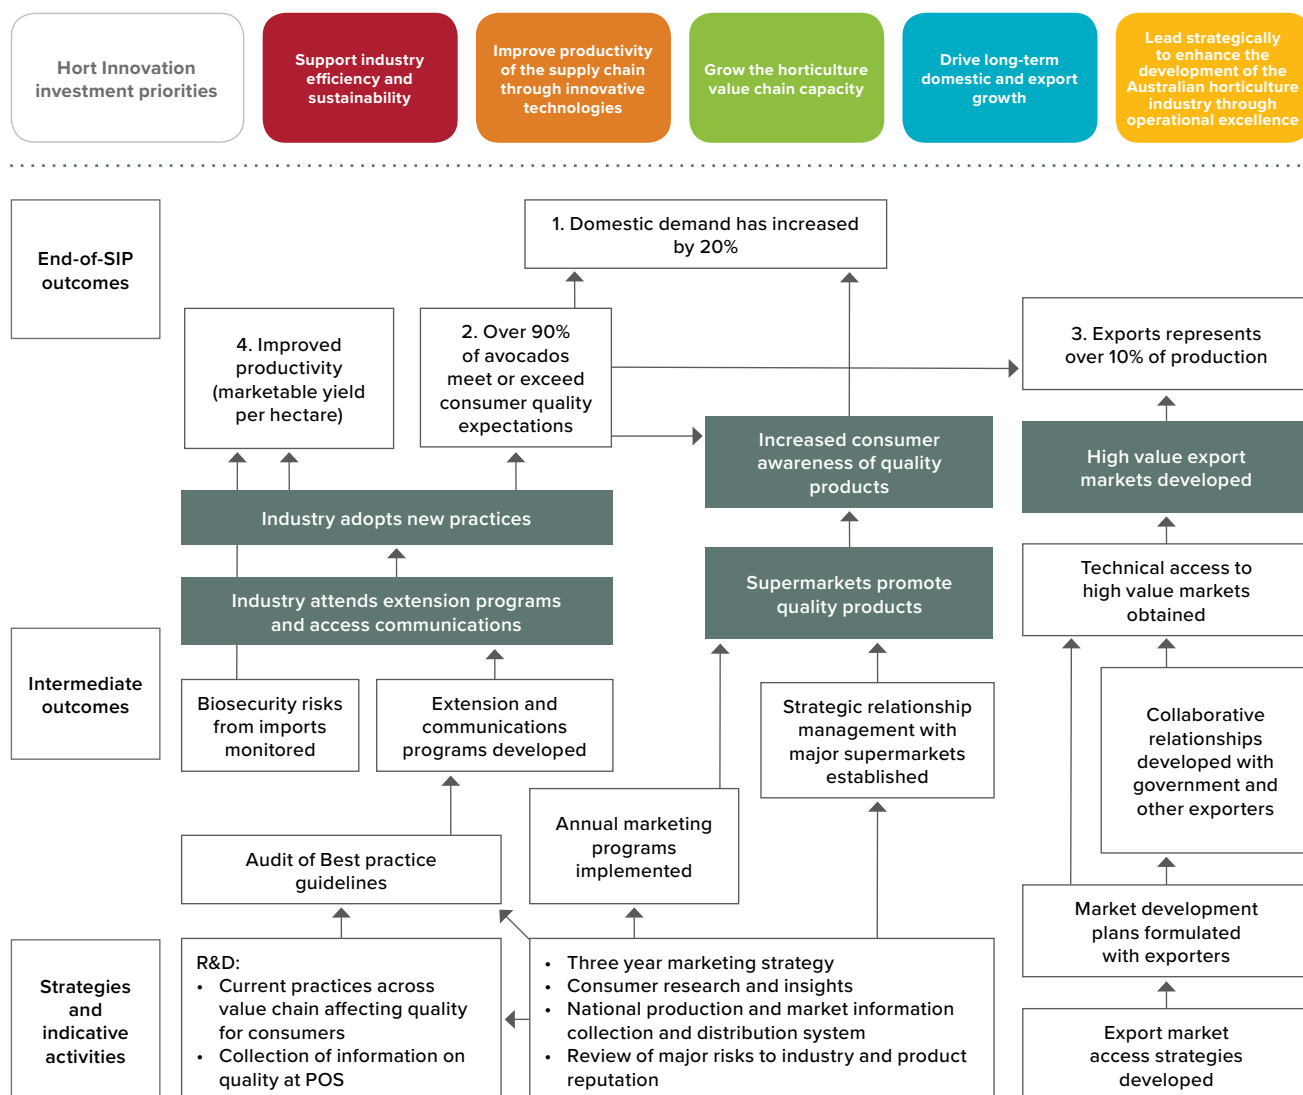 Hort Innovation
investment priorities
Support industry
efficiency and
sustainability
Improve productivity
of the supply chain
through innovative
technologies
Grow the horticulture
value chain capacity
Drive long-term
domestic and export
growth
Lead strategically
to enhance the
development of the
Australian horticulture
industry through
operational excellence
End-of-SIP
outcomes
1. Domestic demand has increased
by 20%
4. Improved
productivity
(marketable yield
per hectare)
2. Over 90%
of avocados
meet or exceed
consumer quality
expectations
3. Exports represents
over 10% of production
Increased consumer
awareness of quality
products
High value export
markets developed
Industry adopts new practices
Industry attends extension programs
and access communications
Supermarkets promote
quality products
Technical access to
high value markets
obtained
Intermediate
outcomes
Biosecurity risks
from imports
monitored
Extension and
communications
programs developed
Strategic relationship
management with
major supermarkets
established
Collaborative
relationships
developed with
government and
other exporters
Annual marketing
programs
implemented
Audit of Best practice
guidelines
Market development
plans formulated
with exporters
Strategies
and
indicative
activities
R&D:
• Current practices across
value chain affecting quality
for consumers
• Collection of information on
quality at POS
• Three year marketing strategy
• Consumer research and insights
• National production and market information
collection and distribution system
• Review of major risks to industry and product
reputation
Export market
access strategies
developed